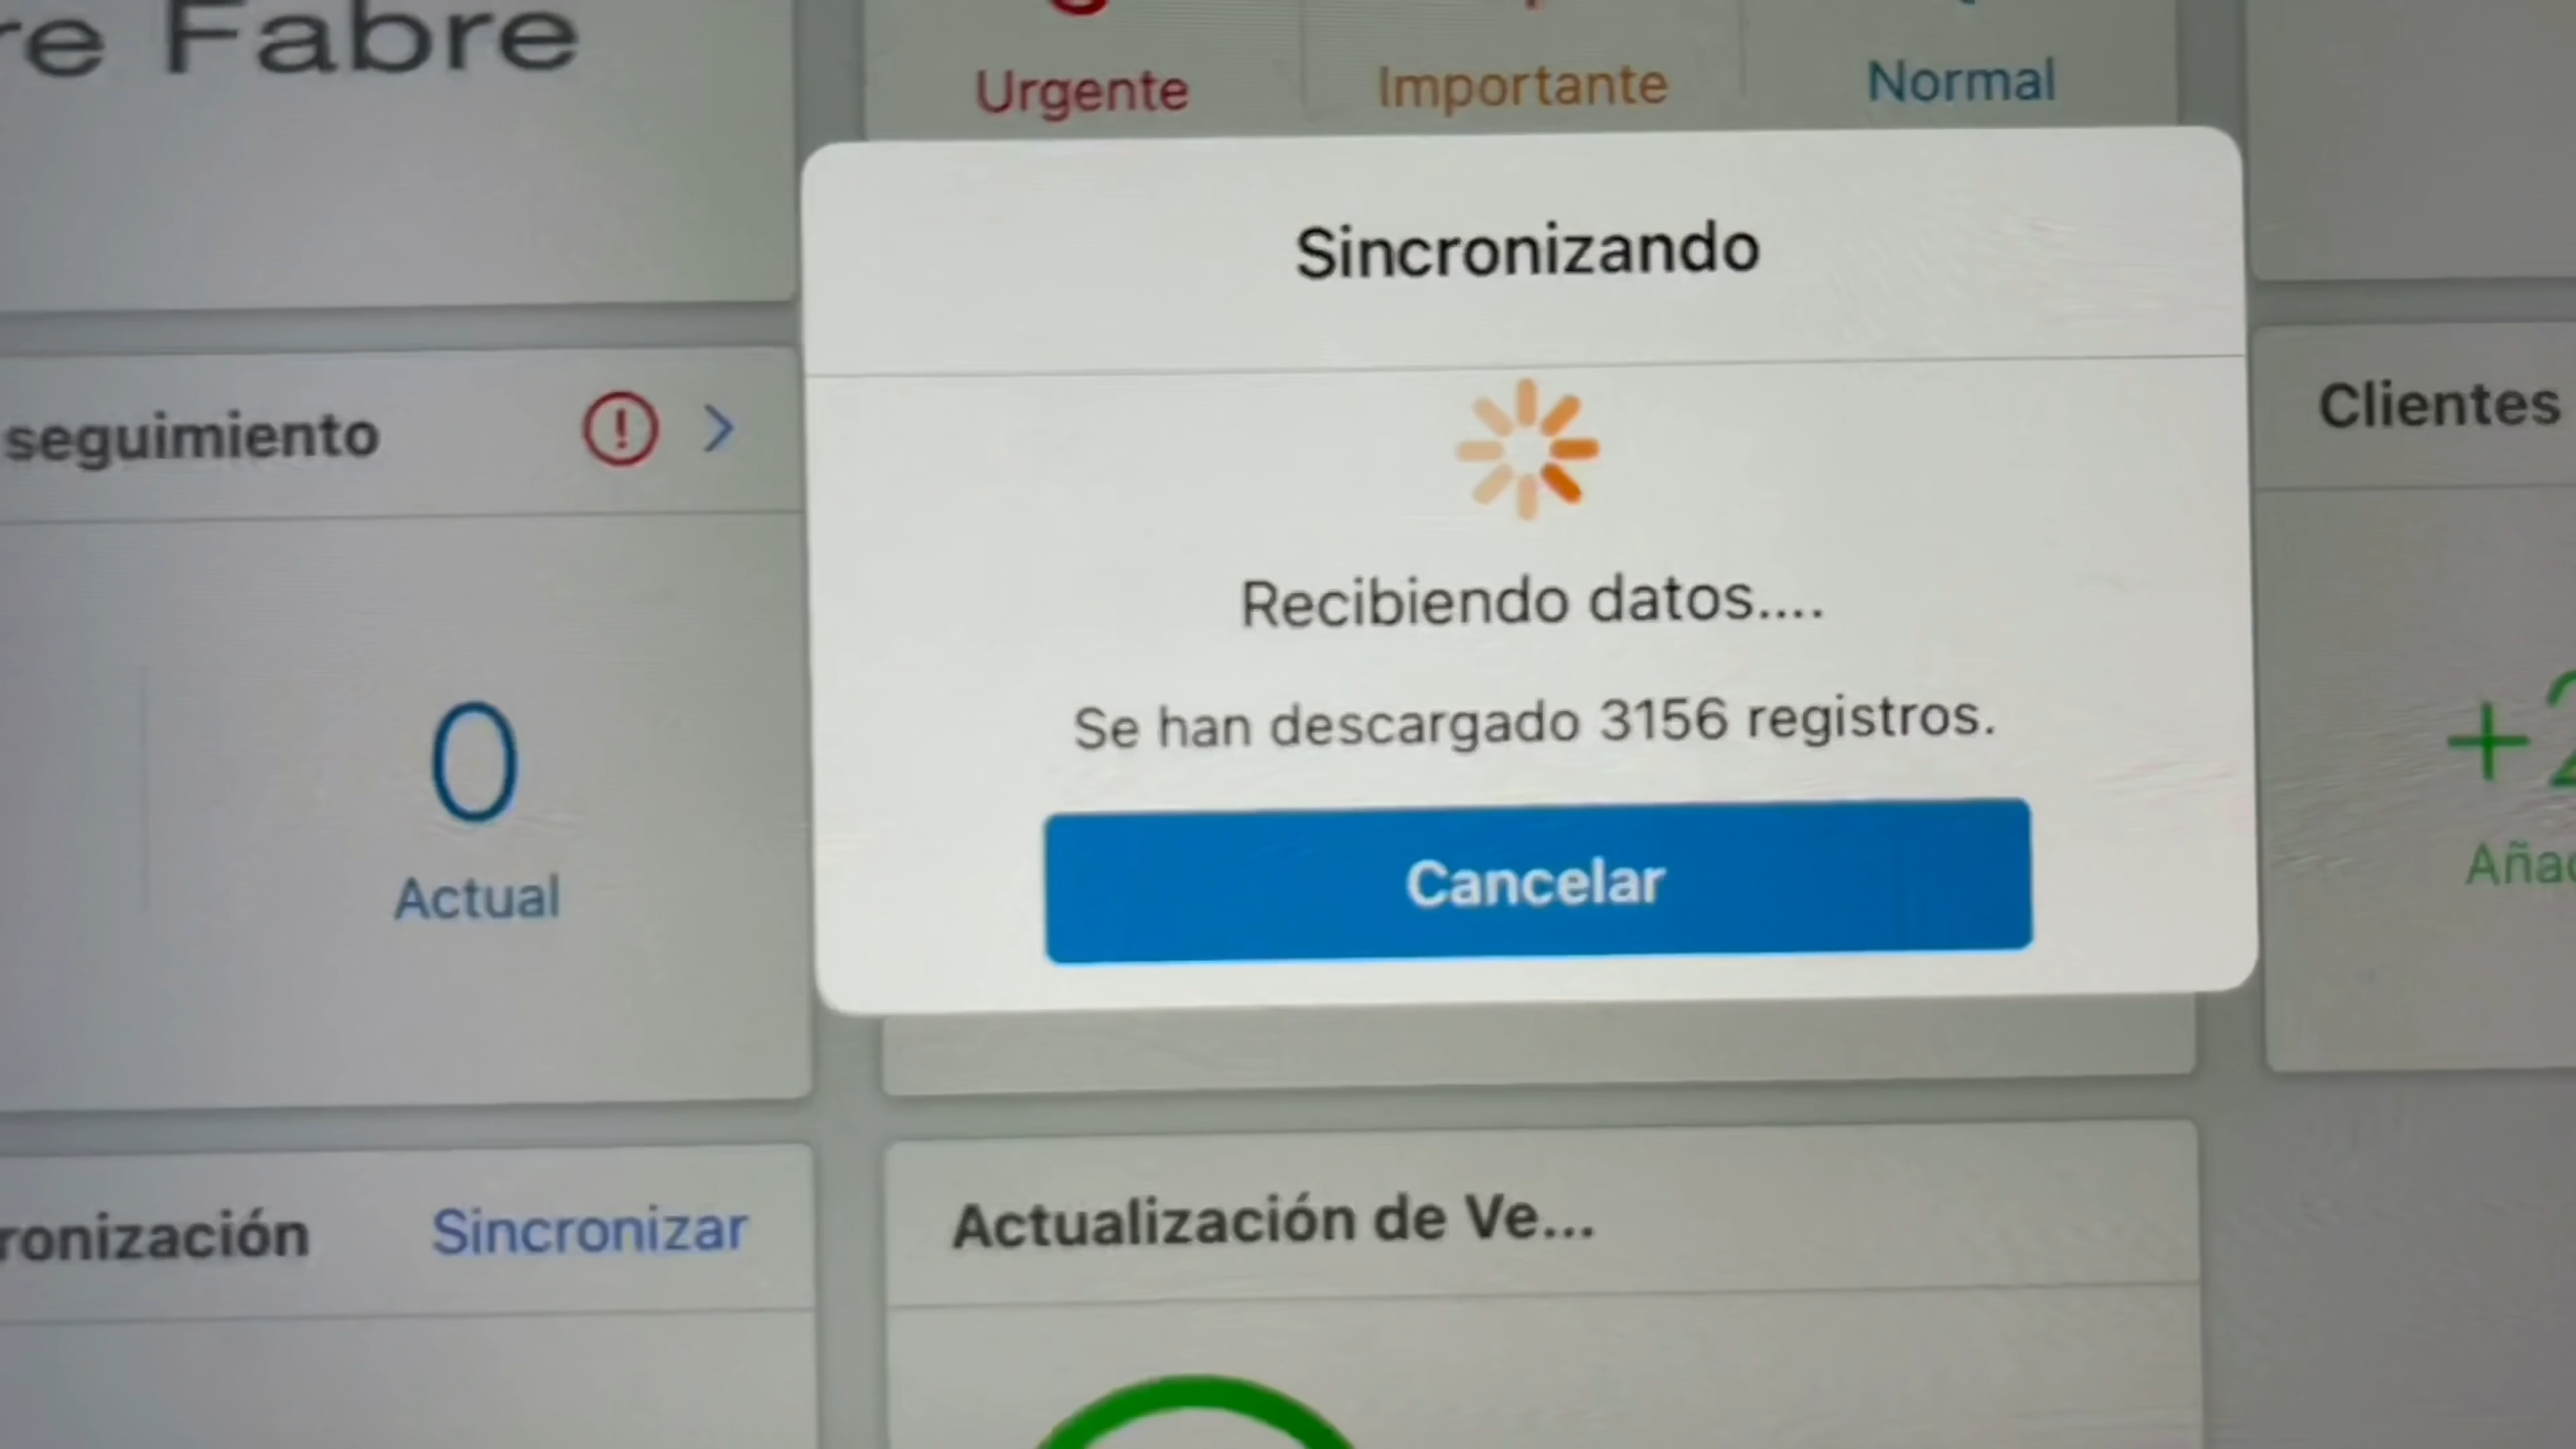 re Fabre
Urgente
Importante
Normal
Sincronizando
seguimiento
Clientes
Recibiendo datos....
Se han descargado 3156 registros.
0
Actual
Cancelar
ronización
Sincronizar
Actualización de Ve...